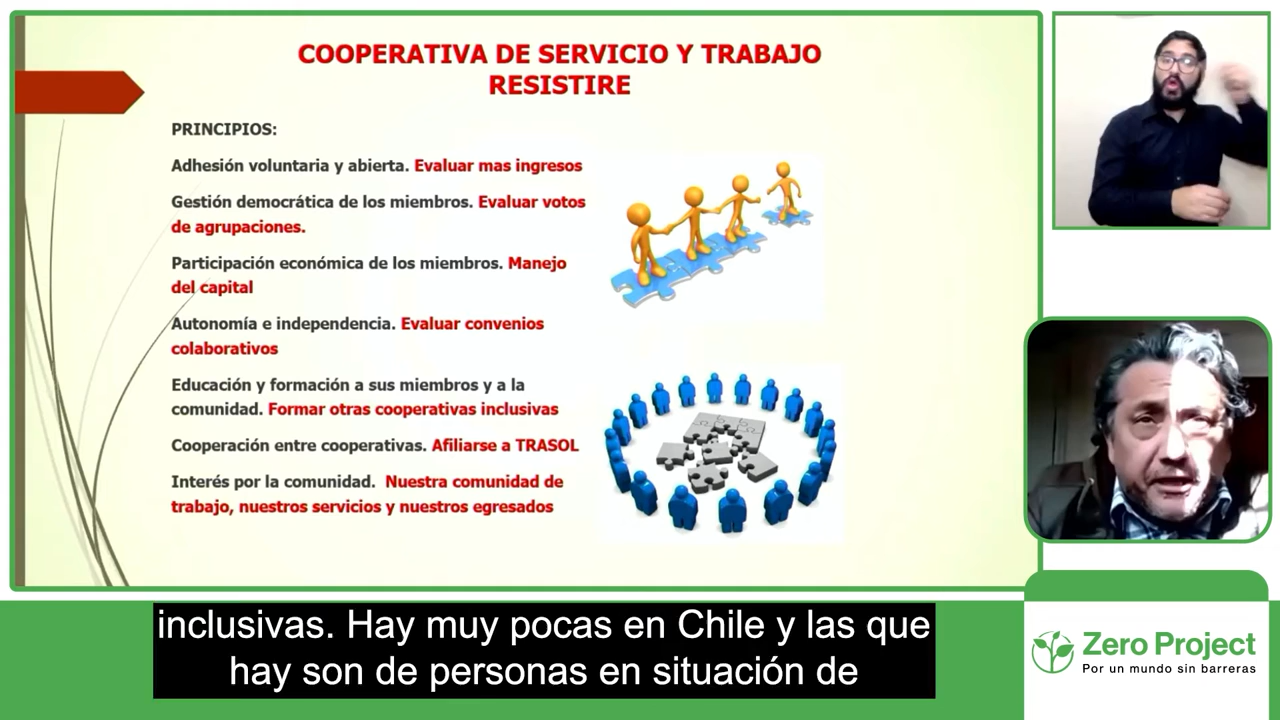 COOPERATIVA DE SERVICIO Y TRABAJO
RESISTIRE
PRINCIPIOS:
Adhesión voluntaria y abierta. Evaluar mas ingresos
Gestión democrática de los miembros. Evaluar votos
de agrupaciones.
Participación económica de los miembros. Manejo
del capital
Autonomía e independencia. Evaluar convenios
colaborativos
Educación y formación a sus miembros y a la
comunidad. Formar otras cooperativas inclusivas
Cooperación entre cooperativas. Afiliarse a TRASOL
Interés por la comunidad. Nuestra comunidad de
trabajo, nuestros servicios y nuestros egresados
inclusivas. Hay muy pocas en Chile y las que
hay son de personas en situación de
Zero Project
Por un mundo sin barreras